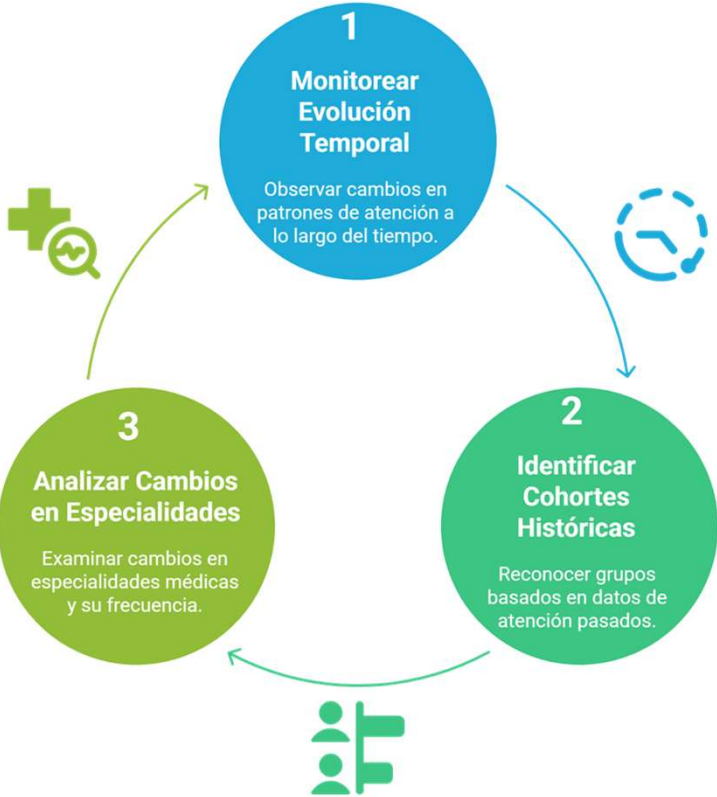 1
Monitorear
Evolución
Temporal
Observar cambios en
patrones de atención a
lo largo del tiempo.
2
Identificar
Cohortes
Históricas
Reconocer grupos
basados en datos de
atención pasados.
3
Analizar Cambios
en Especialidades
Examinar cambios en
especialidades médicas
y su frecuencia.